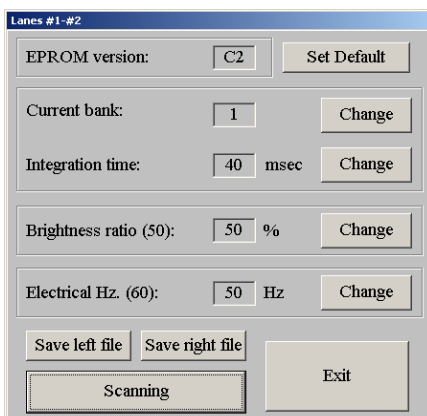 Lanes #1-#2
EPROM version: C2 Set Default
Current bank: 1 Change
Integration time: 40 msec Change
Brightness ratio (50): 50 % Change
Electrical Hz. (60): 50 Hz Change
Save left file Save right file
Exit
Scanning